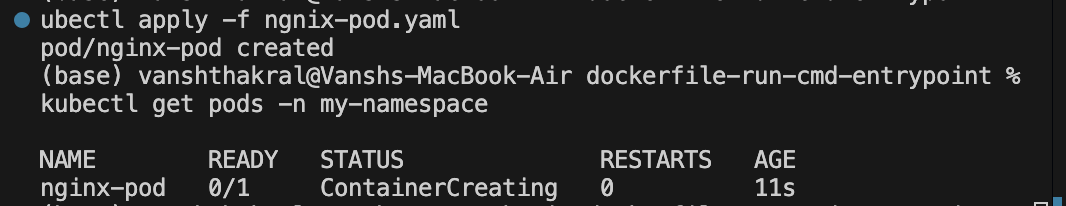 ubectl apply -f ngnix-pod.yaml
pod/nginx-pod created
(base) vanshthakral@Vanshs-MacBook-Air dockerfile-run-cmd-entrypoint %
kubectl get pods -n my-namespace
NAME READY STATUS RESTARTS AGE
nginx-pod 0/1 ContainerCreating 0 11s